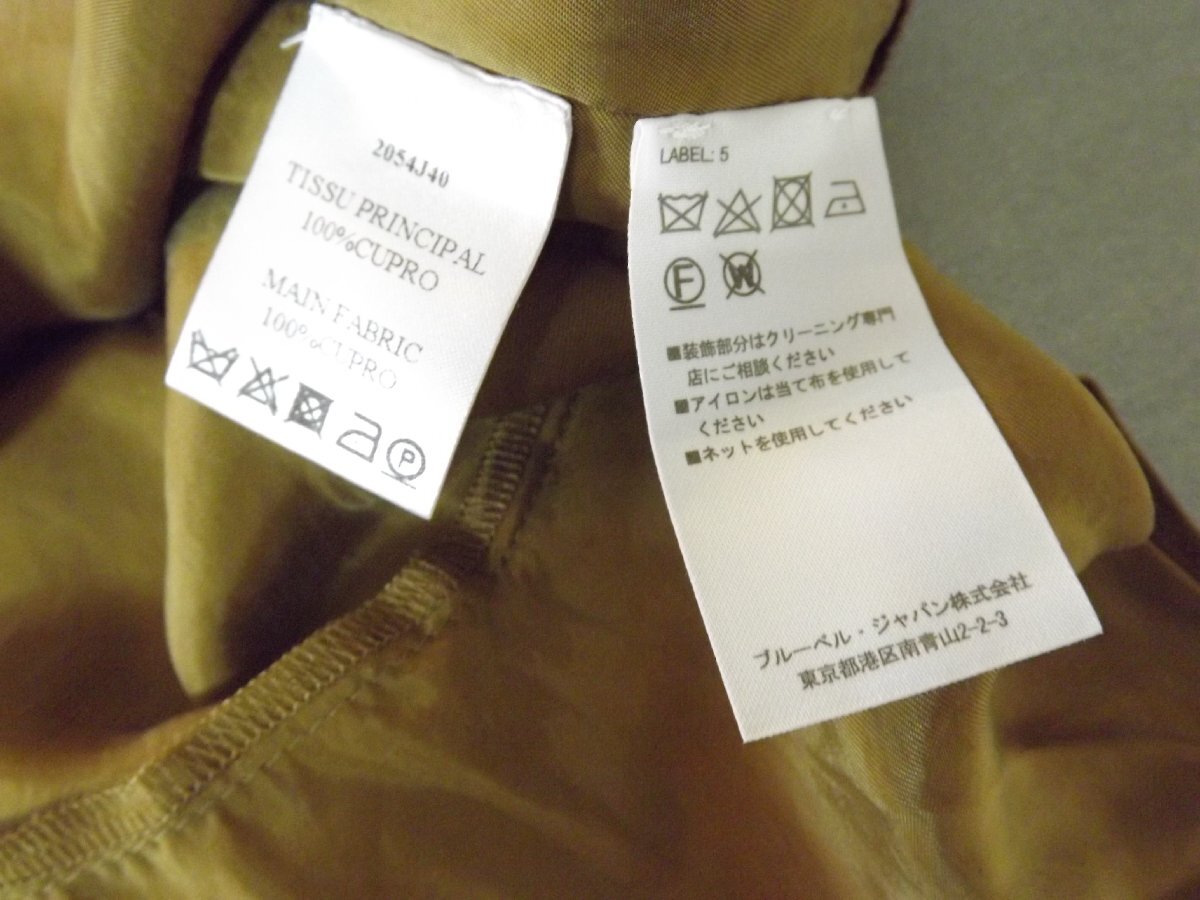 2054J40
TISSU PRINCIPAL
100%CUPRO
MAIN FABRIC
100%CUPRO
P
LABEL: 5
F
W
■装飾部分はクリーニング専門
店にご相談ください
■アイロンは当て布を使用して
ください
■ネットを使用してください
ブルーベル・ジャパン株式会社
東京都港区南青山2-2-3